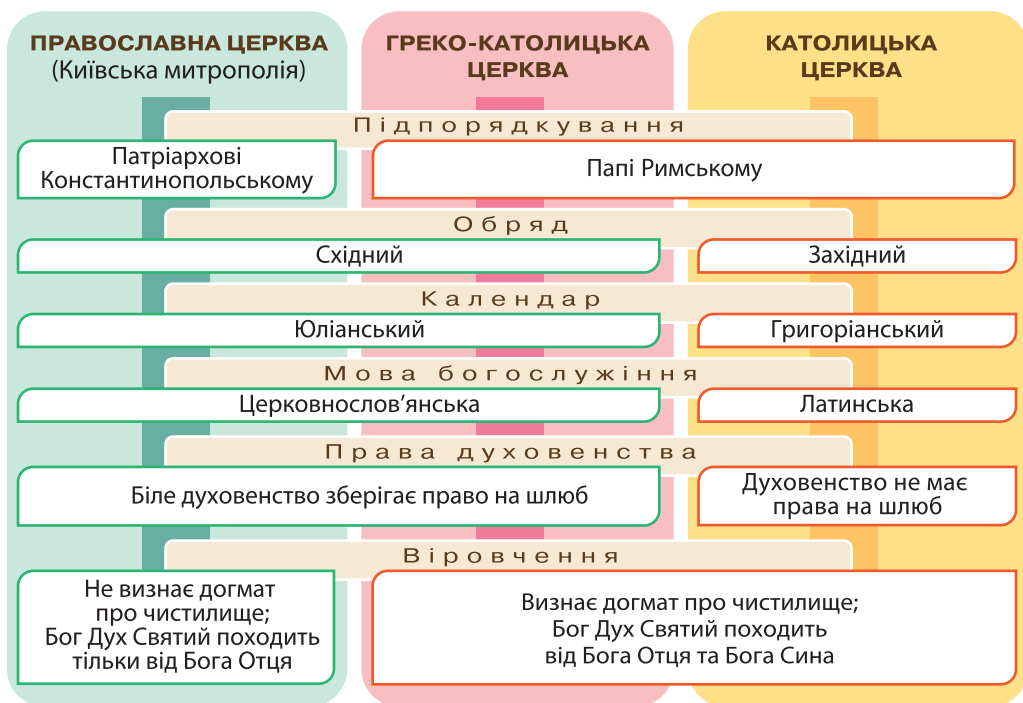 ПРАВОСЛАВНА ЦЕРКВА
(Київська митрополія)
ГРЕКО-КАТОЛИЦЬКА
ЦЕРКВА
КАТОЛИЦЬКА
ЦЕРКВА
Підпорядкування
Патріархові
Константинопольському
Папі Римському
Обряд
Східний
Західний
Календар
Юліанський
Григоріанський
Мова богослужіння
Церковнослов’янська
Латинська
Права духовенства
Біле духовенство зберігає право на шлюб
Духовенство не має
права на шлюб
Віровчення
Не визнає догмат
про чистилище;
Бог Дух Святий походить
тільки від Бога Отця
Визнає догмат про чистилище;
Бог Дух Святий походить
від Бога Отця та Бога Сина